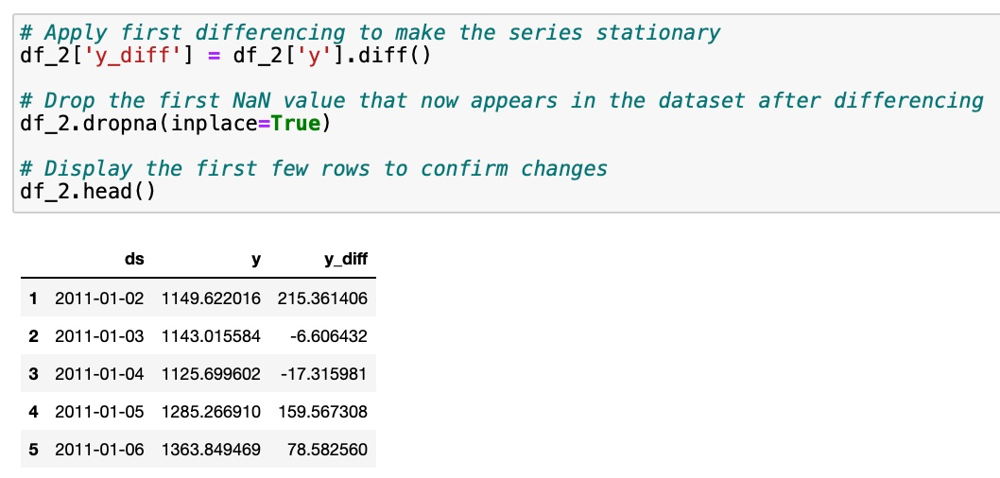 # Apply first differencing to make the series stationary
df_2['y_diff'] = df_2['y'].diff()
# Drop the first NaN value that now appears in the dataset after differencing
df_2.dropna(inplace=True)
# Display the first few rows to confirm changes
df_2.head()
ds y y_diff
1 2011-01-02 1149.622016 215.361406
2 2011-01-03 1143.015584 -6.606432
3 2011-01-04 1125.699602 -17.315981
4 2011-01-05 1285.266910 159.567308
5 2011-01-06 1363.849469 78.582560